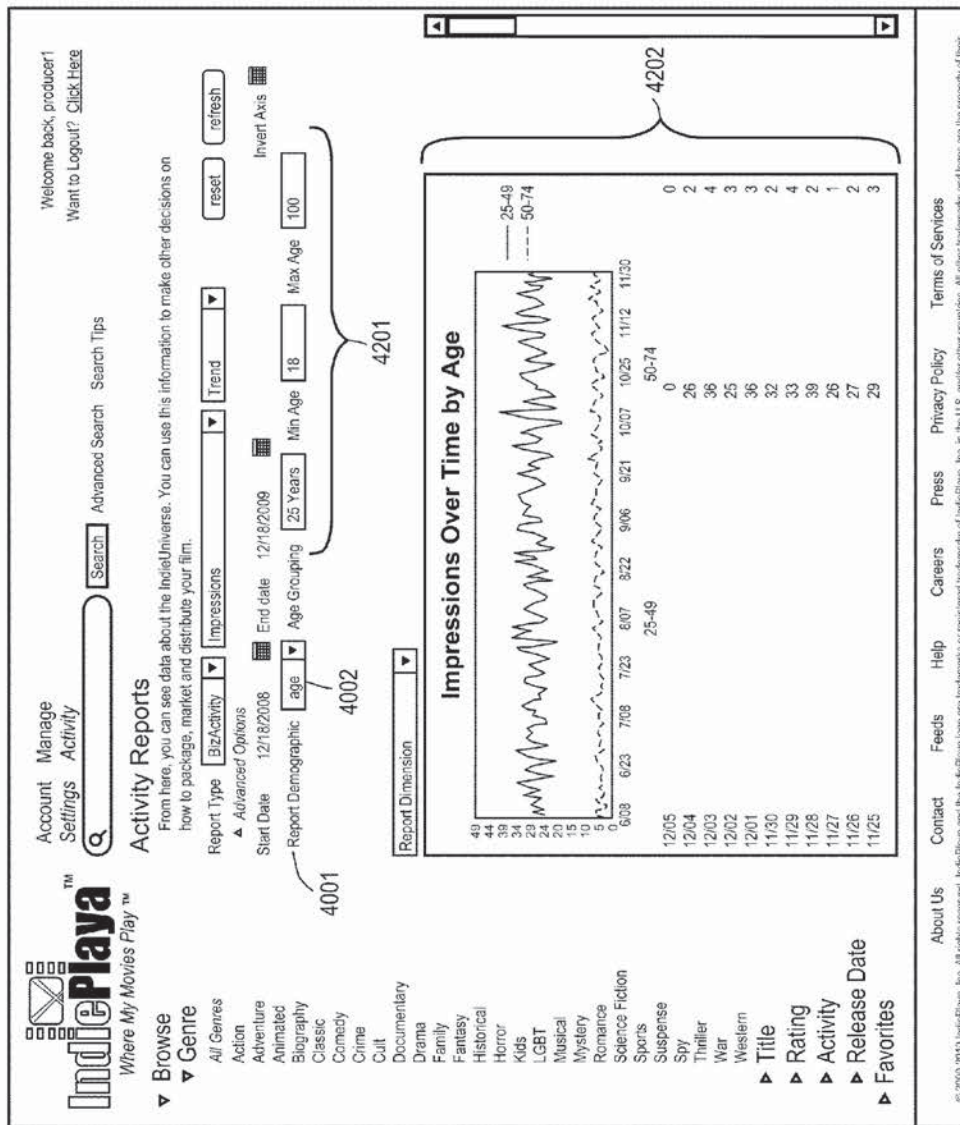 IndiePlaya™
Where My Movies Play ™
Account Manage
Settings Activity
Search Advanced Search Search Tips
Welcome back, producer1
Want to Logout? Click Here
▿ Browse
▿ Genre
All Genres
Action
Adventure
Animated
Biography
Classic
Comedy
Crime
Cult
Documentary
Drama
Family
Fantasy
Historical
Horror
Kids
LGBT
Musical
Mystery
Romance
Science Fiction
Sports
Suspense
Spy
Thriller
War
Western
Title
Rating
Activity
Release Date
Favorites
Activity Reports
From here, you can see data about the IndieUniverse. You can use this information to make other decisions on
how to package, market and distribute your film.
Report Type BizActivity Impressions Trend reset refresh
Advanced Options
Start Date 12/18/2008 End date 12/18/2009 Invert Axis
Report Demographic age Age Grouping 25 Years Min Age 18 Max Age 100
4001
4002
4201
Report Dimension
4202
Impressions Over Time by Age
49
44
39
34
29
24
20
15
10
5
0
25-49
50-74
6/08 6/23 7/08 7/23 8/07 8/22 9/06 9/21 10/07 10/25 11/12 11/30
25-49 50-74
12/05 0 0
12/04 26 2
12/03 36 4
12/02 25 3
12/01 36 3
11/30 32 2
11/29 33 4
11/28 39 2
11/27 26 1
11/26 27 2
11/25 29 3
About Us Contact Feeds Help Careers Press Privacy Policy Terms of Services